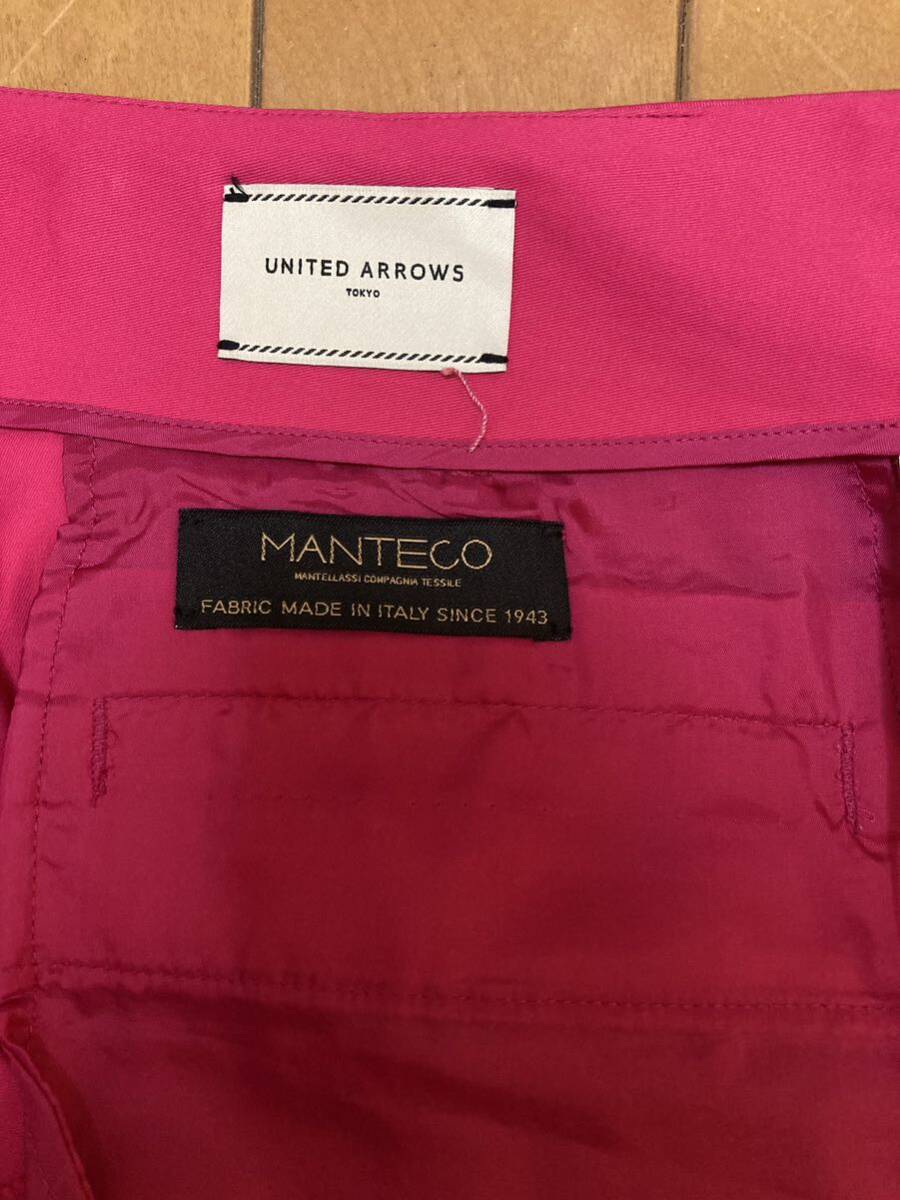 UNITED ARROWS
TOKYO
MANTECO
MANTELLASSI COMPAGNIA TESSILE
FABRIC MADE IN ITALY SINCE 1943